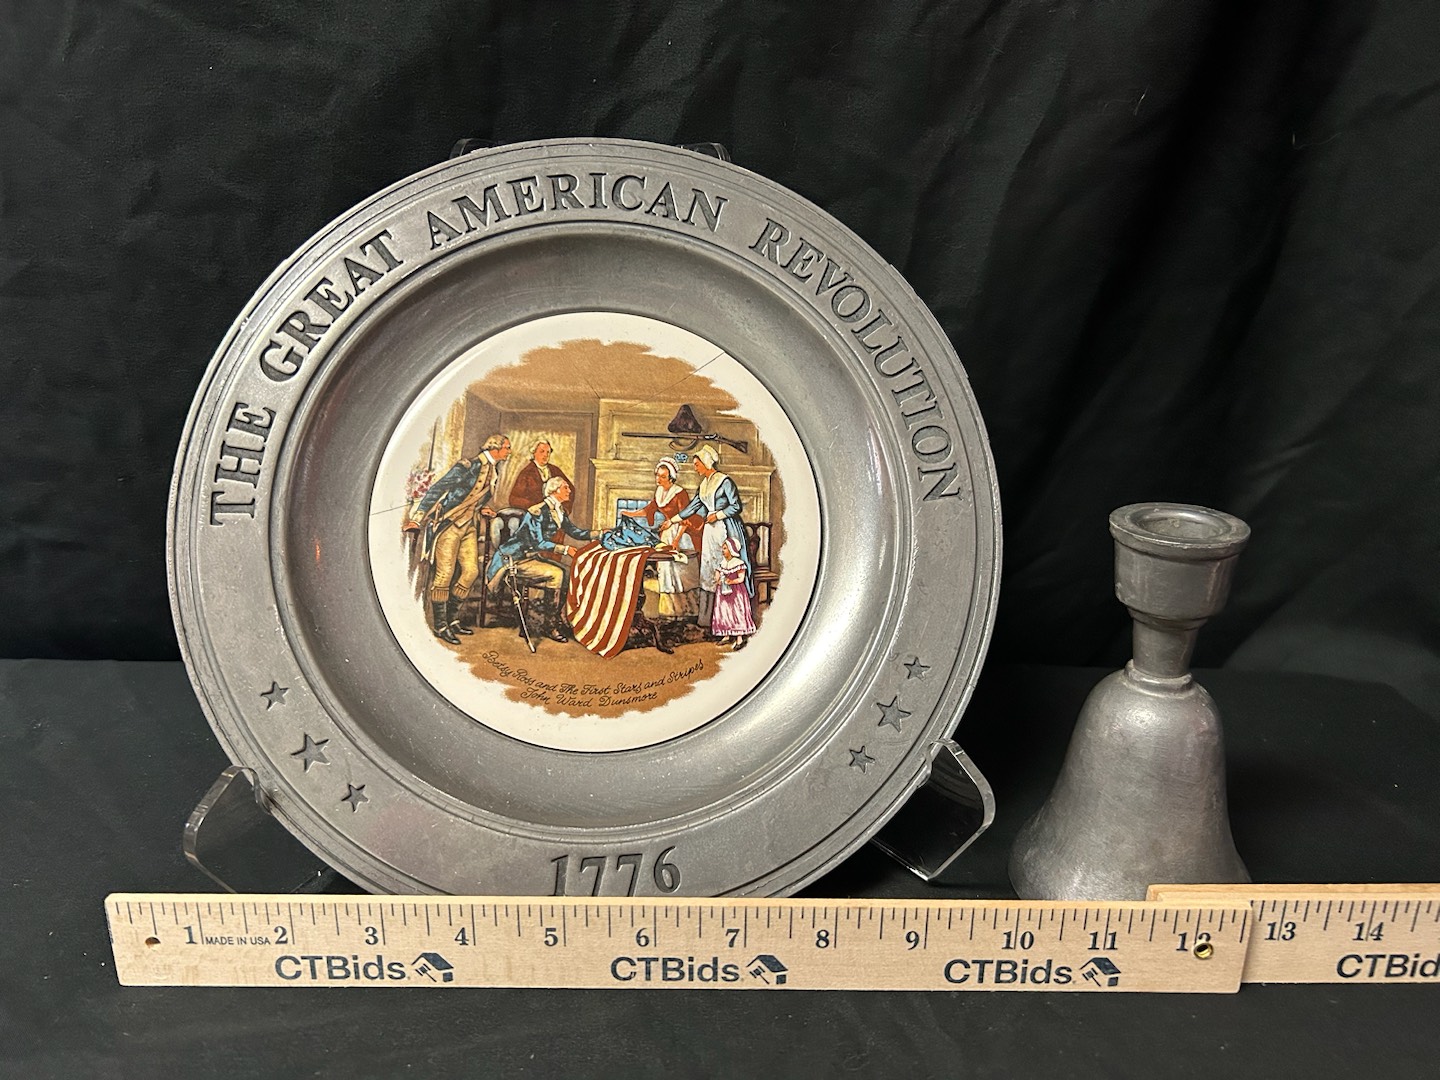 THE GREAT AMERICAN REVOLUTION
Betsy Ross and The First Stars and Stripes
John Ward Dunsmore
1776
1 MADE IN USA 2 3 4 5 6 7 8 9 10 11 12 13 14
CTBids CTBids CTBids CTBid